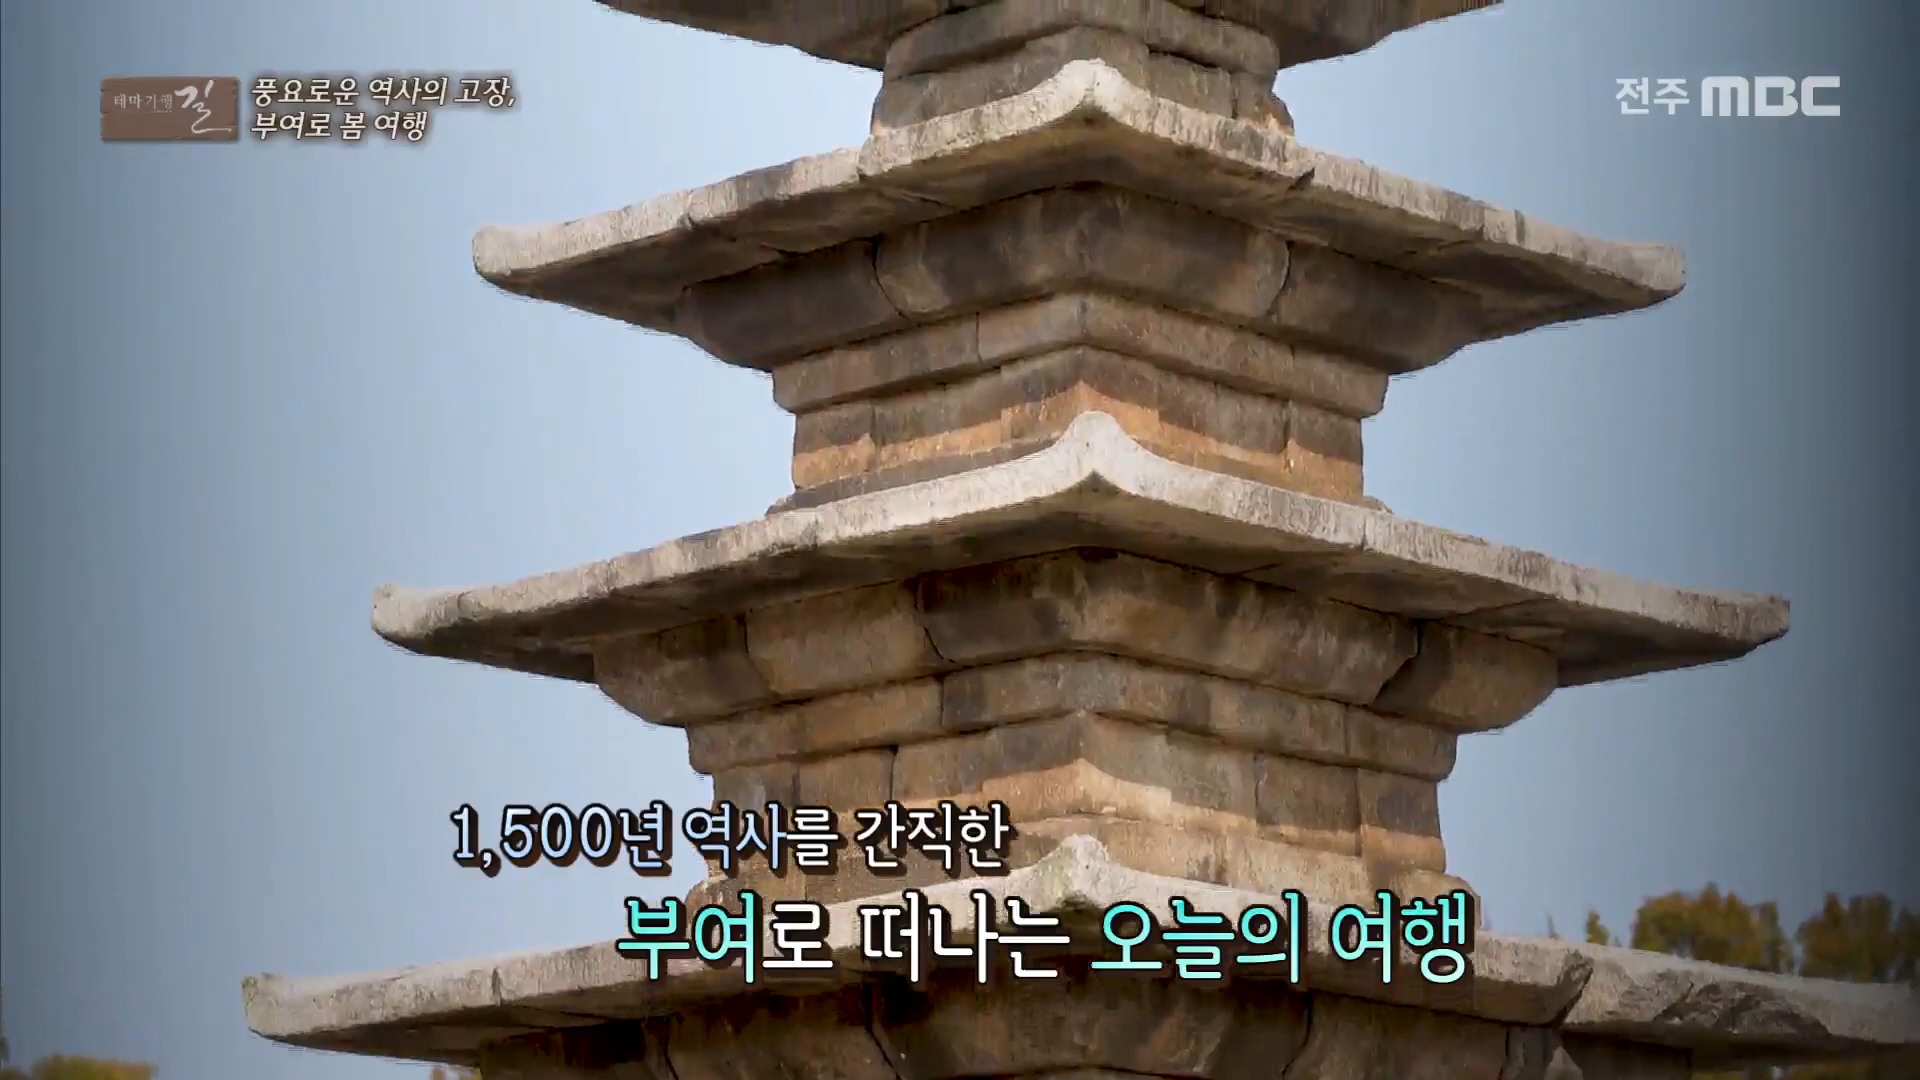 테마기행 길
풍요로운 역사의 고장,
부여로 봄 여행
전주 MBC
1,500년 역사를 간직한
부여로 떠나는 오늘의 여행